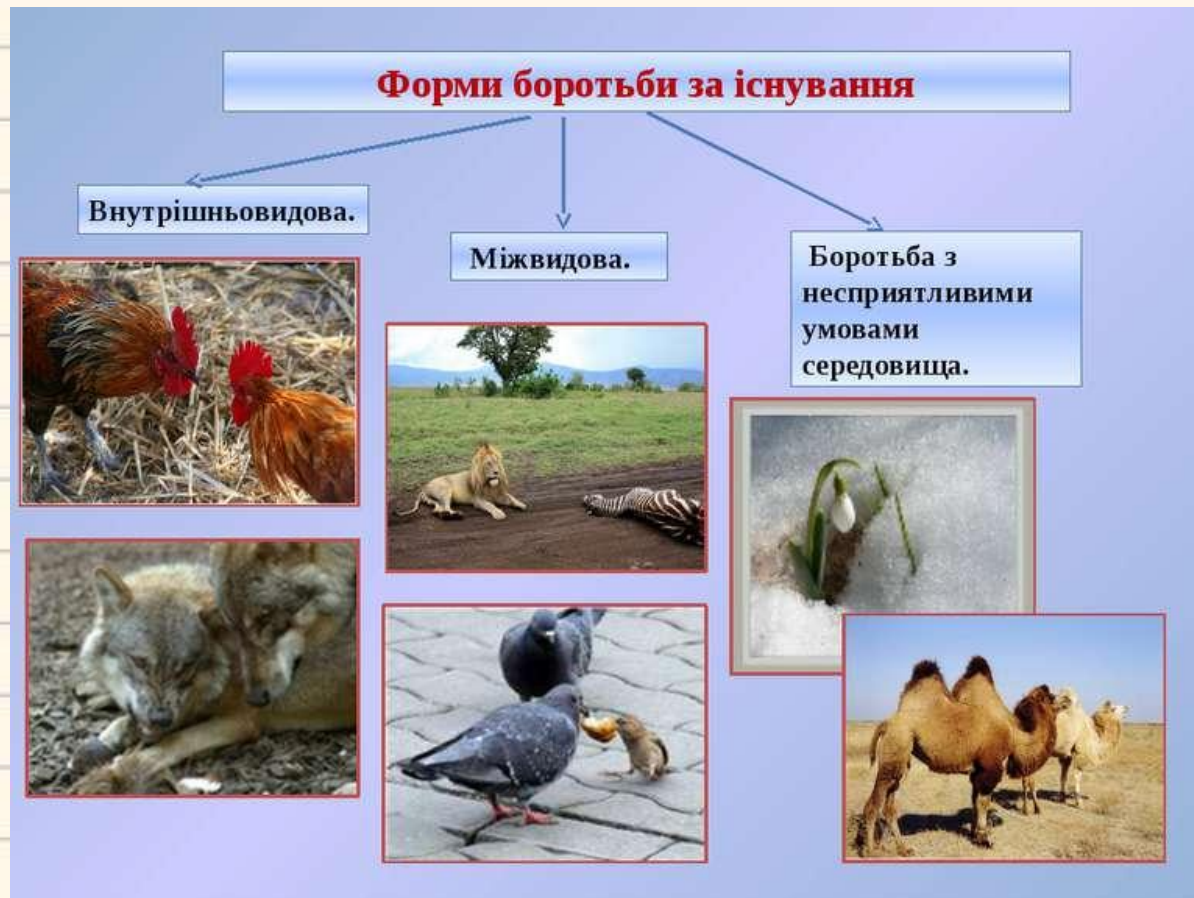 Форми боротьби за існування
Внутрішньовидова.
Міжвидова.
Боротьба з
несприятливими
умовами
середовища.